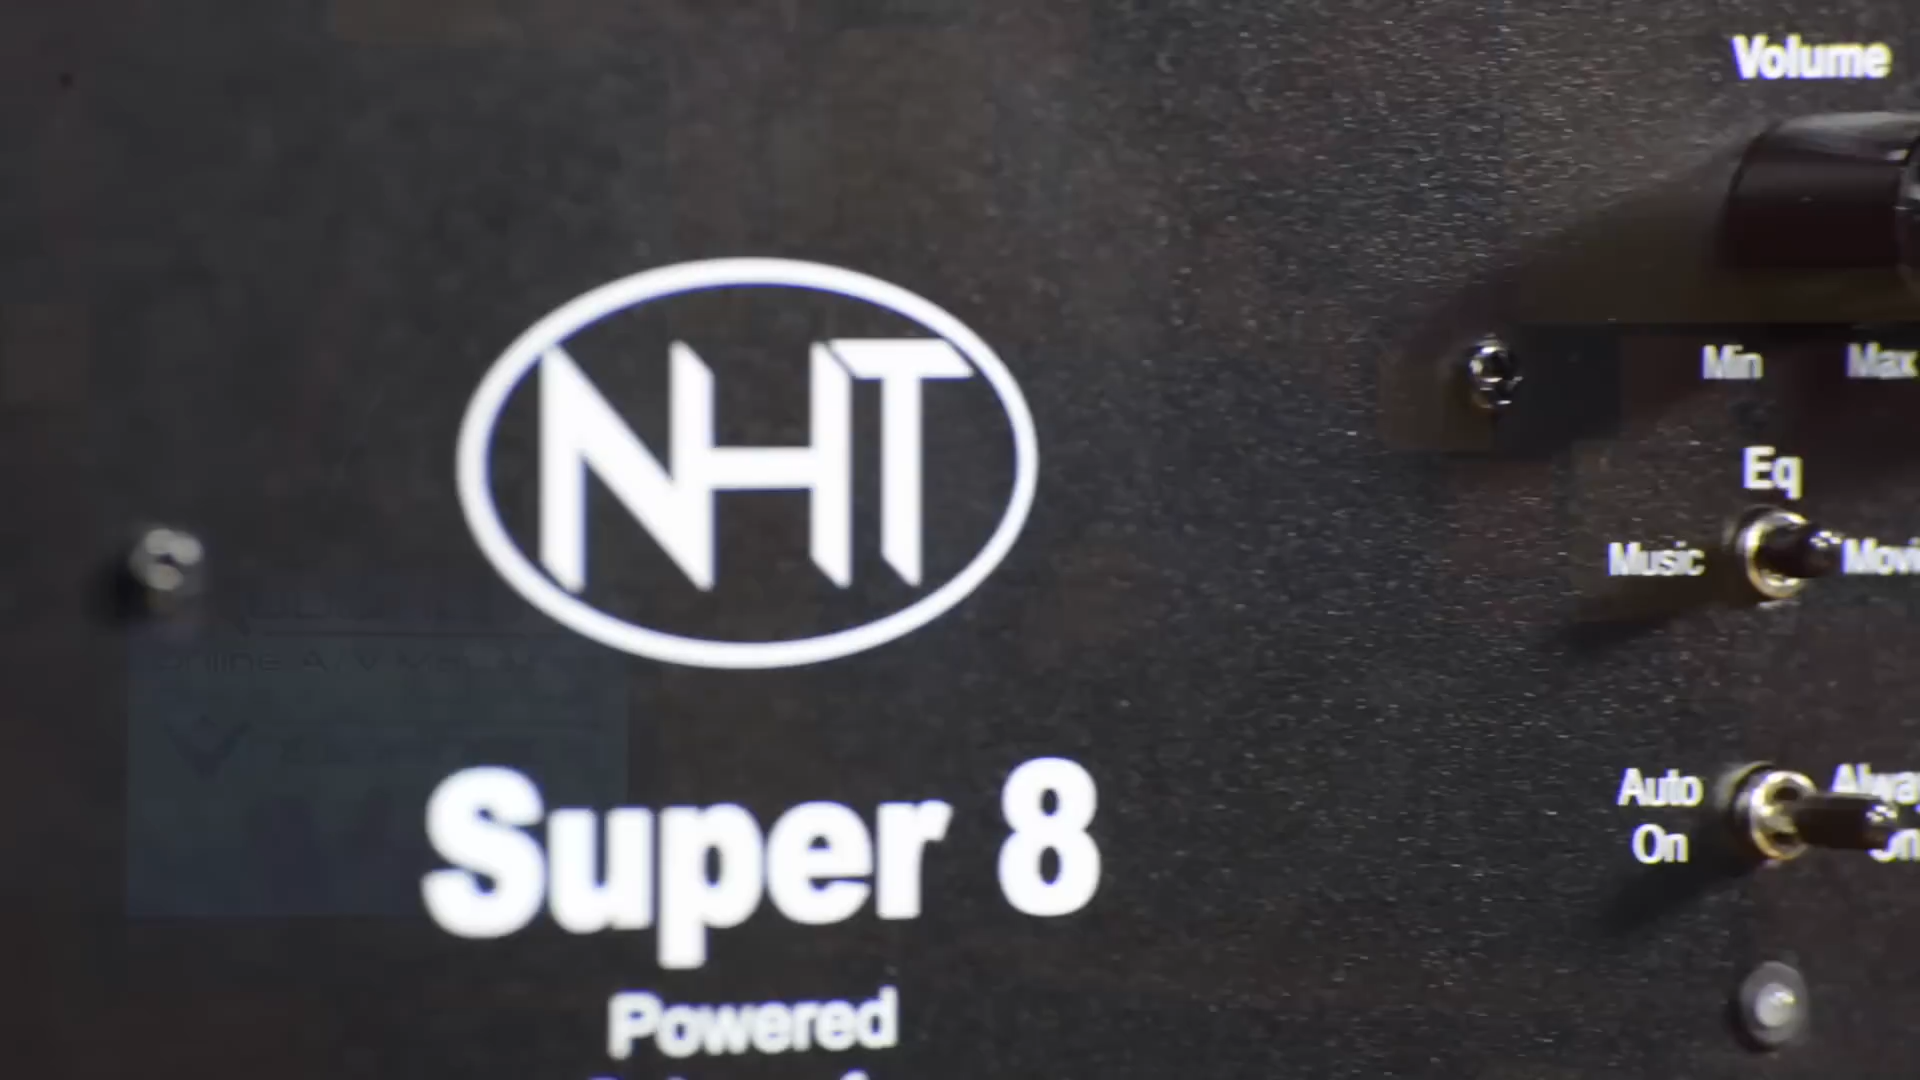 Volume
NHT
Min Max
Eq
Music
Super 8
Auto
On
Powered